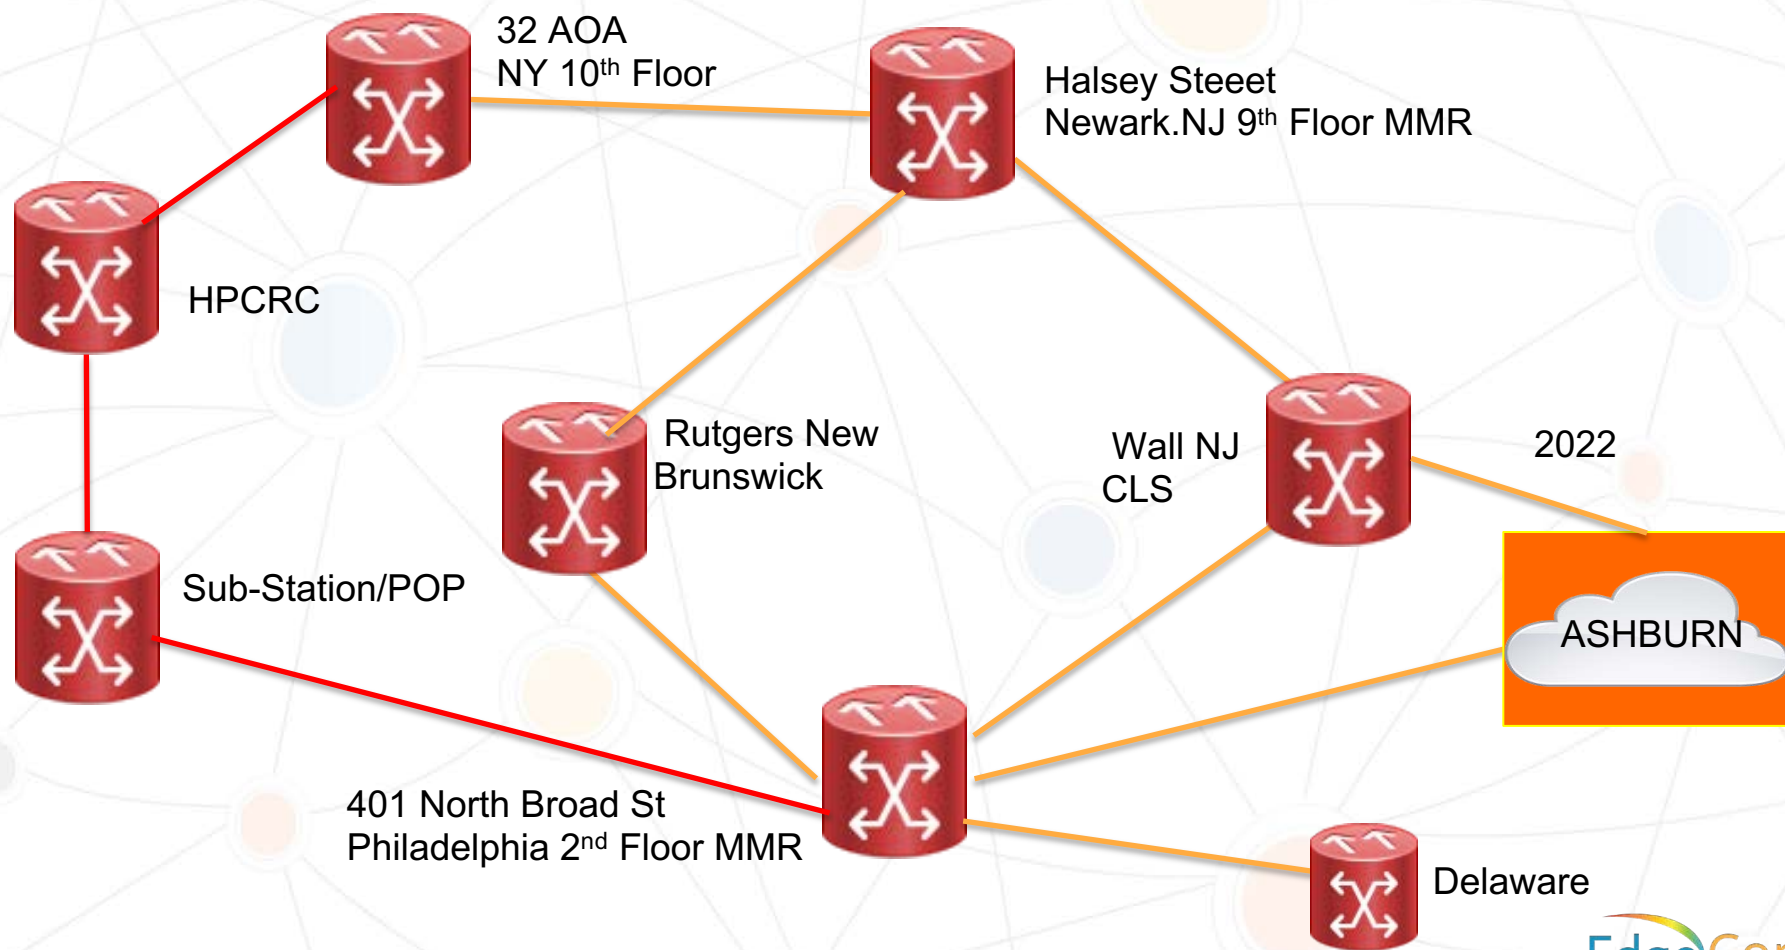 32 AOA
NY 10th Floor
Halsey Steeet
Newark.NJ 9th Floor MMR
HPCRC
Rutgers New
Brunswick
Wall NJ
CLS
2022
Sub-Station/POP
ASHBURN
401 North Broad St
Philadelphia 2nd Floor MMR
Delaware